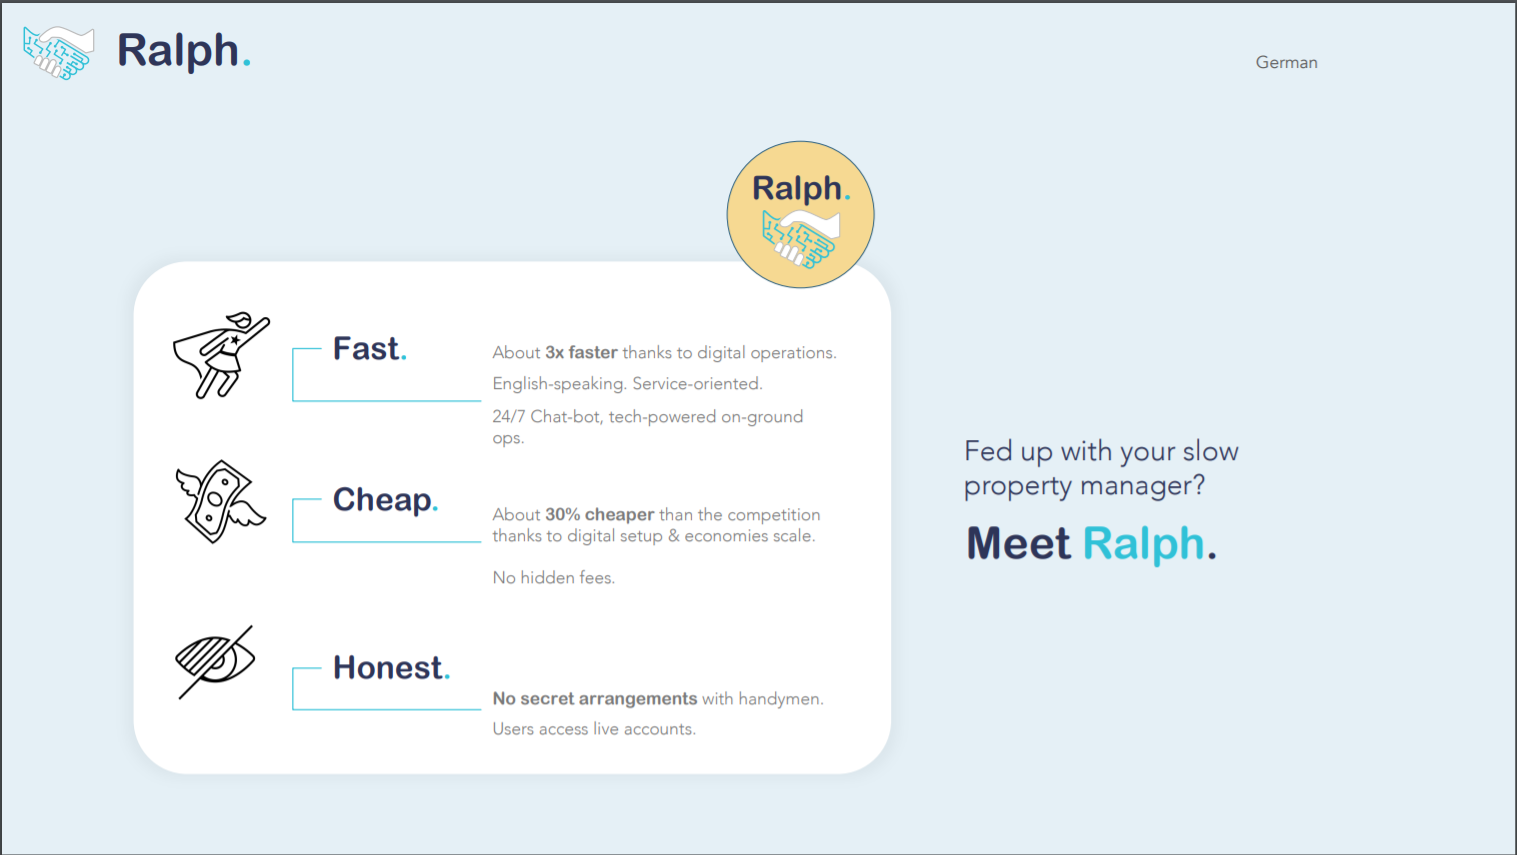 Ralph.
German
Ralph.
Fast.
About 3x faster thanks to digital operations.
English-speaking. Service-oriented.
24/7 Chat-bot, tech-powered on-ground
ops.
Cheap.
About 30% cheaper than the competition
thanks to digital setup & economies scale.
No hidden fees.
Honest.
No secret arrangements with handymen.
Users access live accounts.
Fed up with your slow
property manager?
Meet Ralph.